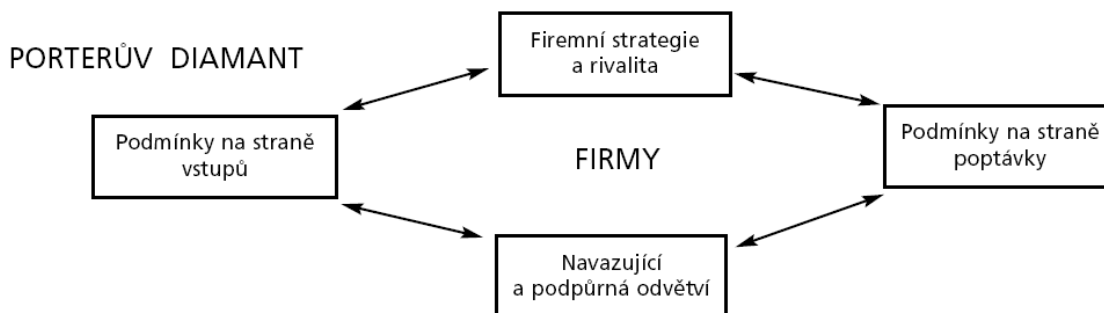 PORTERŮV DIAMANT
Firemní strategie
a rivalita
Podmínky na straně
vstupů
FIRMY
Podmínky na straně
poptávky
Navazující
a podpůrná odvětví